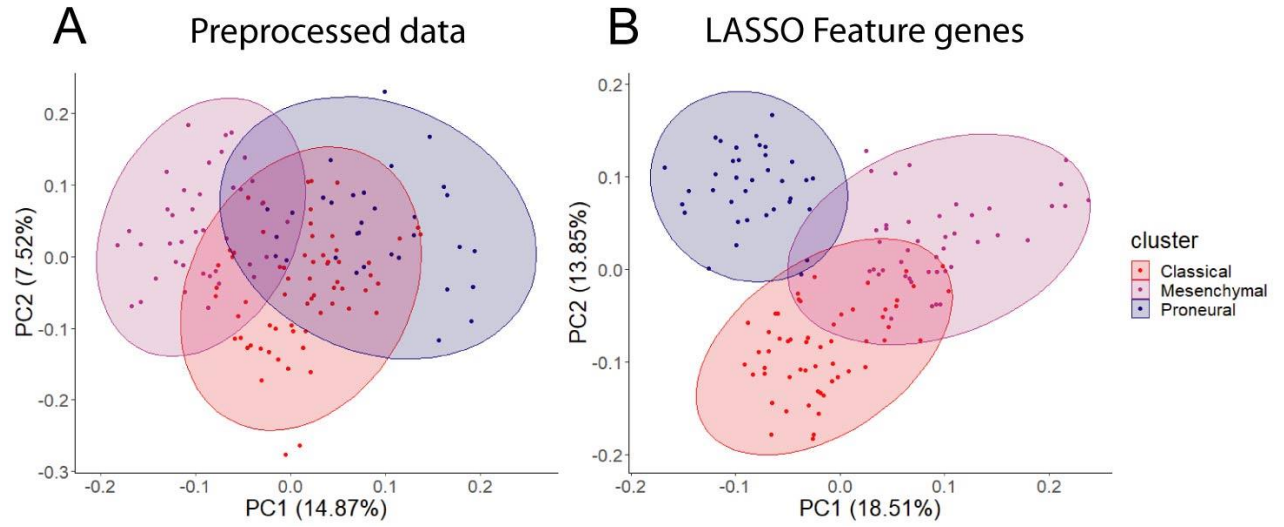 A
Preprocessed data
B
LASSO Feature genes
0.2
0.1
0.0
-0.1
-0.2
-0.3
PC2 (7.52%)
-0.2
-0.1
0.0
0.1
0.2
PC1 (14.87%)
0.2
0.1
0.0
-0.1
-0.2
PC2 (13.85%)
-0.2
-0.1
0.0
0.1
0.2
PC1 (18.51%)
cluster
Classical
Mesenchymal
Proneural